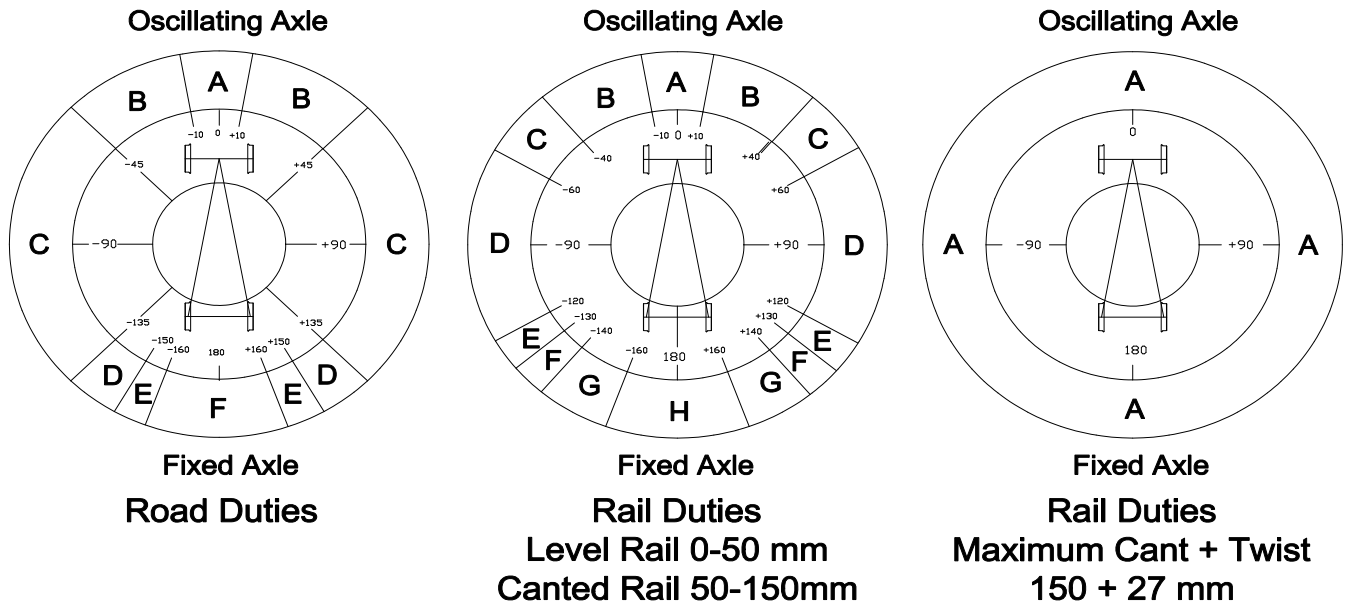 Oscillating Axle
A
B B
-10 0 +10
-45 +45
C -90 +90 C
-135 +135
-150 +150
-160 180 +160
D D
E E
F
Fixed Axle
Road Duties
Oscillating Axle
A
B B
-10 0 +10
C C
-40 +40
-60 +60
D -90 +90 D
-120 +120
-130 +130
-140 +140
-160 180 +160
E E
F F
G G
H
Fixed Axle
Rail Duties
Level Rail 0-50 mm
Canted Rail 50-150mm
Oscillating Axle
A
0
A -90 +90 A
180
A
Fixed Axle
Rail Duties
Maximum Cant + Twist
150 + 27 mm